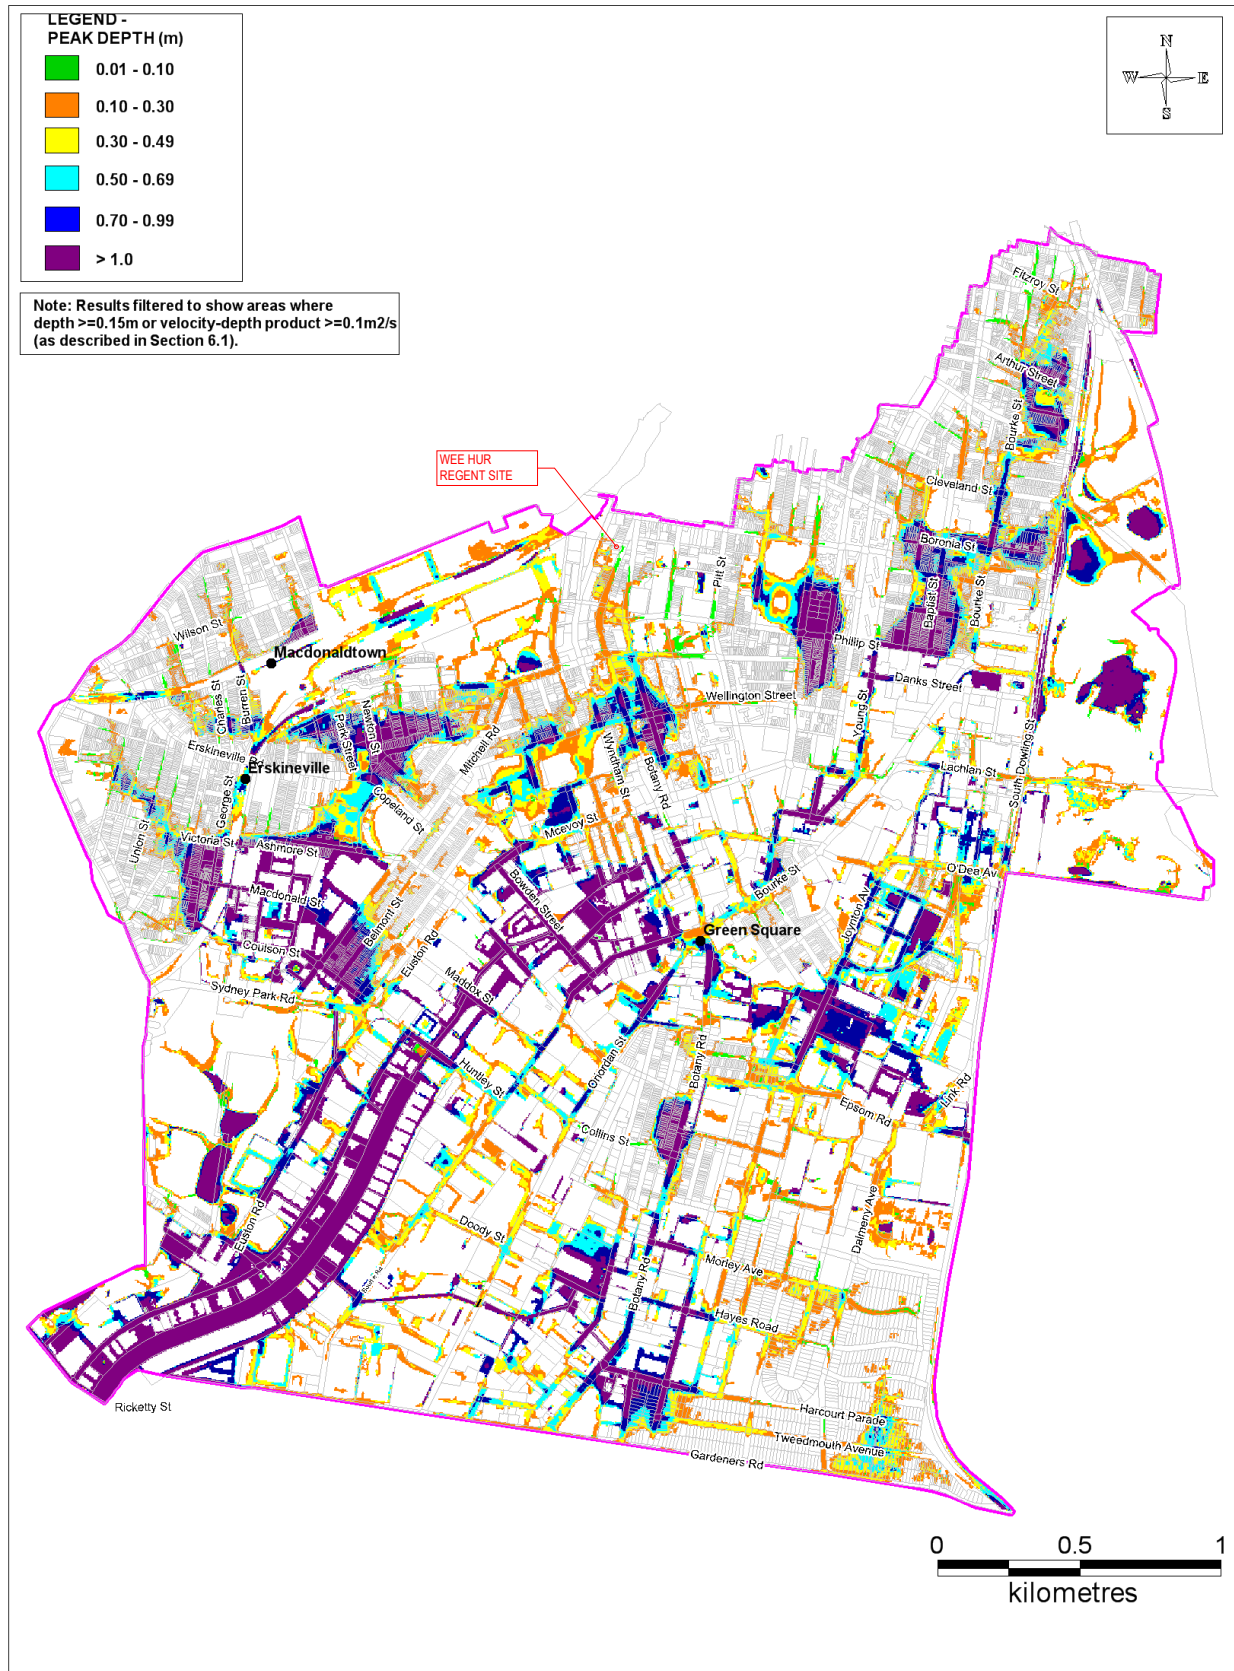 LEGEND -
PEAK DEPTH (m)
0.01 - 0.10
0.10 - 0.30
0.30 - 0.49
0.50 - 0.69
0.70 - 0.99
> 1.0
Note: Results filtered to show areas where
depth >=0.15m or velocity-depth product >=0.1m2/s
(as described in Section 6.1).
N
W
E
S
WEE HUR
REGENT SITE
Fitzroy St
Arthur Street
Bourke St
Cleveland St
Boronia St
Pitt St
Baptist St
Bourke St
Wilson St
Macdonaldtown
Phillip St
Charles St
Burren St
Danks Street
Wellington Street
Young St
Newton St
Park Street
Mitchell Rd
South Dowling St
Erskineville Rd
Erskineville
Wyndham St
Botany Rd
Lachlan St
George St
Copeland St
Union St
Victoria St
Ashmore St
Mcevoy St
O'Dea Av
Macdonald St
Bowden Street
Bourke St
Joynton Av
Belmont St
Green Square
Coulson St
Euston Rd
Sydney Park Rd
Maddox St
Oriordan St
Botany Rd
Huntley St
Link Rd
Epsom Rd
Collins St
Euston Rd
Doody St
Dalmeny Ave
Morley Ave
Botany Rd
Hayes Road
Ricketty St
Harcourt Parade
Tweedmouth Avenue
Gardeners Rd
0 0.5 1
kilometres